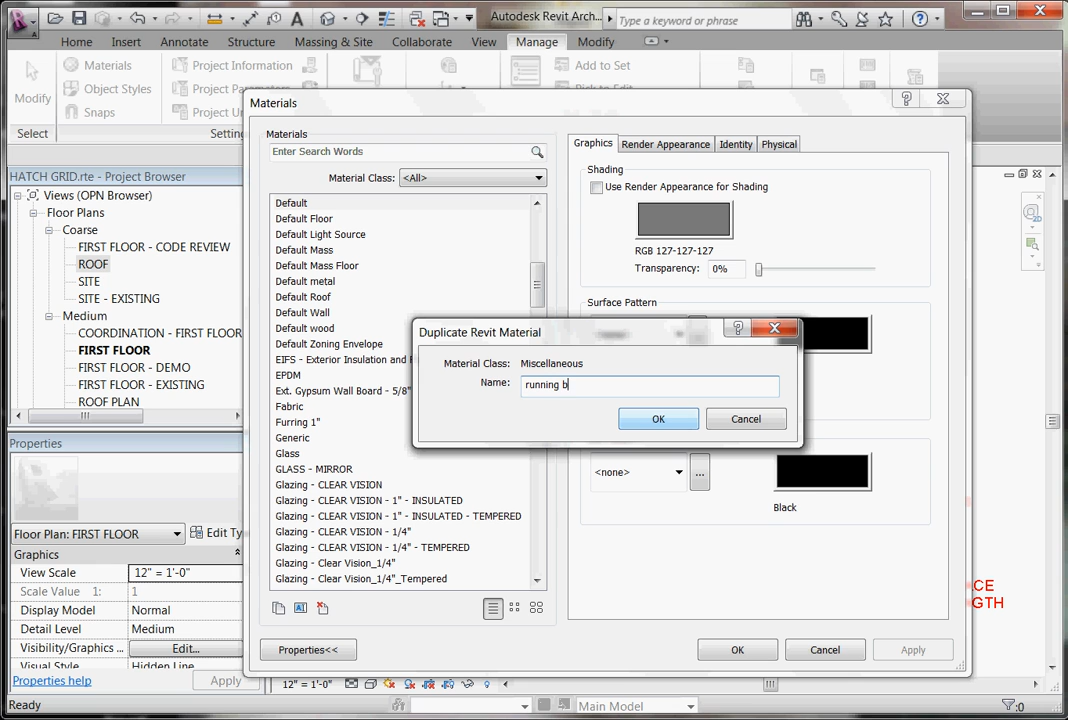 Autodesk Revit Arch...
Type a keyword or phrase
Home Insert Annotate Structure Massing & Site Collaborate View Manage Modify
Materials Project Information Add to Set
Modify Object Styles
Snaps
Select
HATCH GRID.rte - Project Browser
Views (OPN Browser)
Floor Plans
Coarse
FIRST FLOOR - CODE REVIEW
ROOF
SITE
SITE - EXISTING
Medium
COORDINATION - FIRST FLOOR
FIRST FLOOR
FIRST FLOOR - DEMO
FIRST FLOOR - EXISTING
ROOF PLAN
Properties
Floor Plan: FIRST FLOOR
Edit Ty
Graphics
View Scale 12" = 1'-0"
Scale Value 1: 1
Display Model Normal
Detail Level Medium
Visibility/Graphics ... Edit...
Visual Style Hidden Line
Properties help Apply
Materials
Materials
Enter Search Words
Material Class: <All>
Default
Default Floor
Default Light Source
Default Mass
Default Mass Floor
Default metal
Default Roof
Default Wall
Default wood
Default Zoning Envelope
EIFS - Exterior Insulation and
EPDM
Ext. Gypsum Wall Board - 5/8"
Fabric
Furring 1"
Generic
Glass
GLASS - MIRROR
Glazing - CLEAR VISION
Glazing - CLEAR VISION - 1" - INSULATED
Glazing - CLEAR VISION - 1" - INSULATED - TEMPERED
Glazing - CLEAR VISION - 1/4"
Glazing - CLEAR VISION - 1/4" - TEMPERED
Glazing - Clear Vision_1/4"
Glazing - Clear Vision_1/4"_Tempered
Properties<<
Graphics Render Appearance Identity Physical
Shading
Use Render Appearance for Shading
RGB 127-127-127
Transparency: 0%
Surface Pattern
<none> ...
Black
OK Cancel Apply
Duplicate Revit Material
Material Class: Miscellaneous
Name: running b
OK Cancel
CE
GTH
12" = 1'-0"
Ready
Main Model
:0